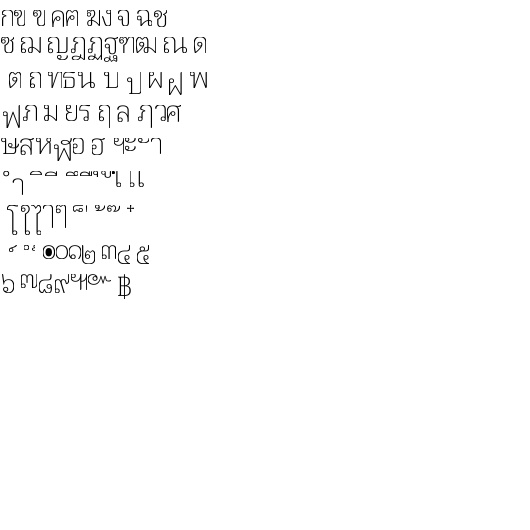 กขฃคฅฆงจฉช
ซฌญฎฏฐฑฒณด
ตถทธนบปผฝพ
ฟภมยรฤลฦวศ
ษสหฬอฮฯะัา
ำิีึืฺุู
โใไๅๆ็่้๊๋
์ํ๎๏๐๑๒๓๔๕
๖๗๘๙๚๛฿